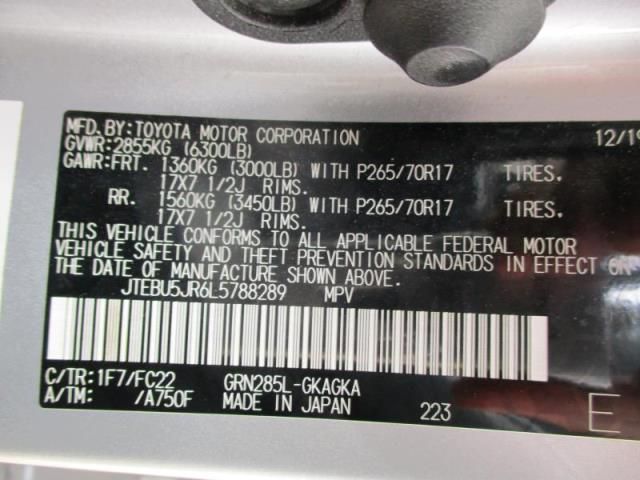 MFD. BY: TOYOTA MOTOR CORPORATION 12/19
GVWR: 2855KG (6300LB)
GAWR: FRT. 1360KG (3000LB) WITH P265/70R17 TIRES.
17X7 1/2J RIMS.
RR. 1560KG (3450LB) WITH P265/70R17 TIRES.
17X7 1/2J RIMS.
THIS VEHICLE CONFORMS TO ALL APPLICABLE FEDERAL MOTOR
VEHICLE SAFETY AND THEFT PREVENTION STANDARDS IN EFFECT ON
THE DATE OF MANUFACTURE SHOWN ABOVE.
JTEBU5JR6L5788289 MPV
C/TR: 1F7/FC22 GRN285L-GKAGKA
A/TM: /A750F MADE IN JAPAN 223 E